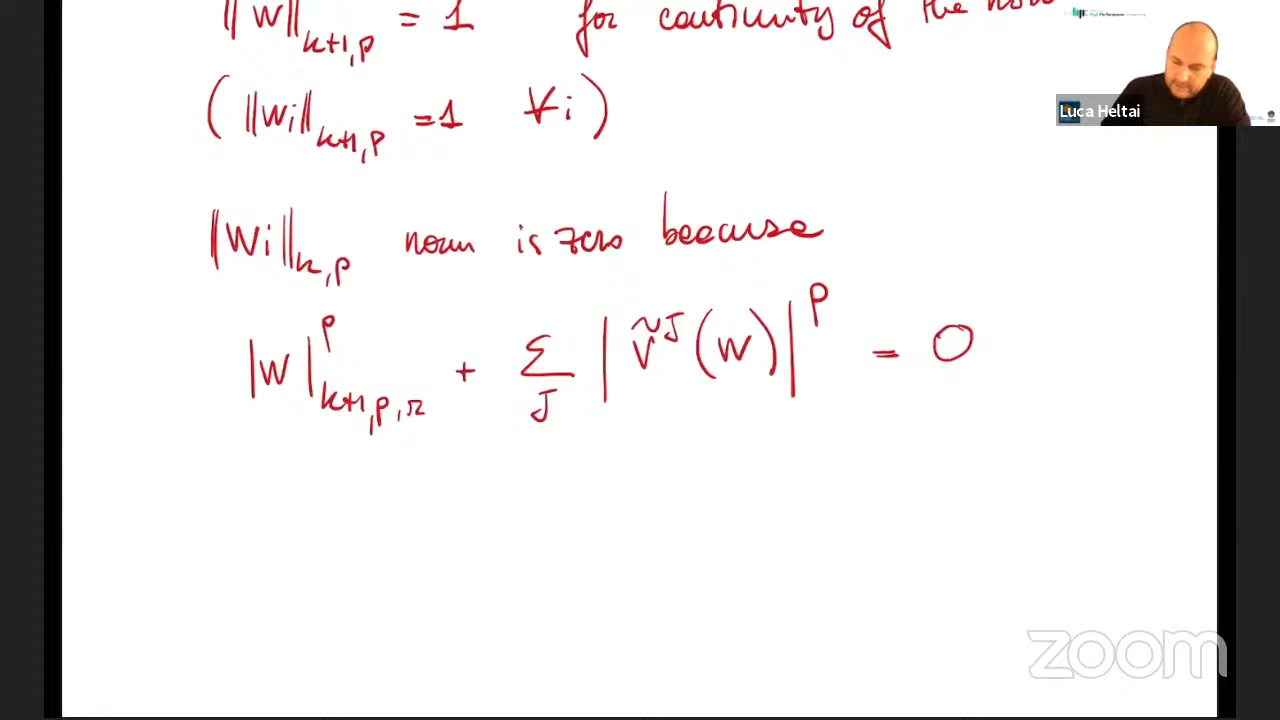 ‖w‖_{k+1,p} = 1 for continuity of the
(‖wi‖_{k+1,p} = 1 ∀i)
‖wi‖_{k,p} norm is zero because
|w|^p_{k+1,p,Ω} + Σ_J |ṽ^J(w)|^p = 0
Luca Heltai
zoom